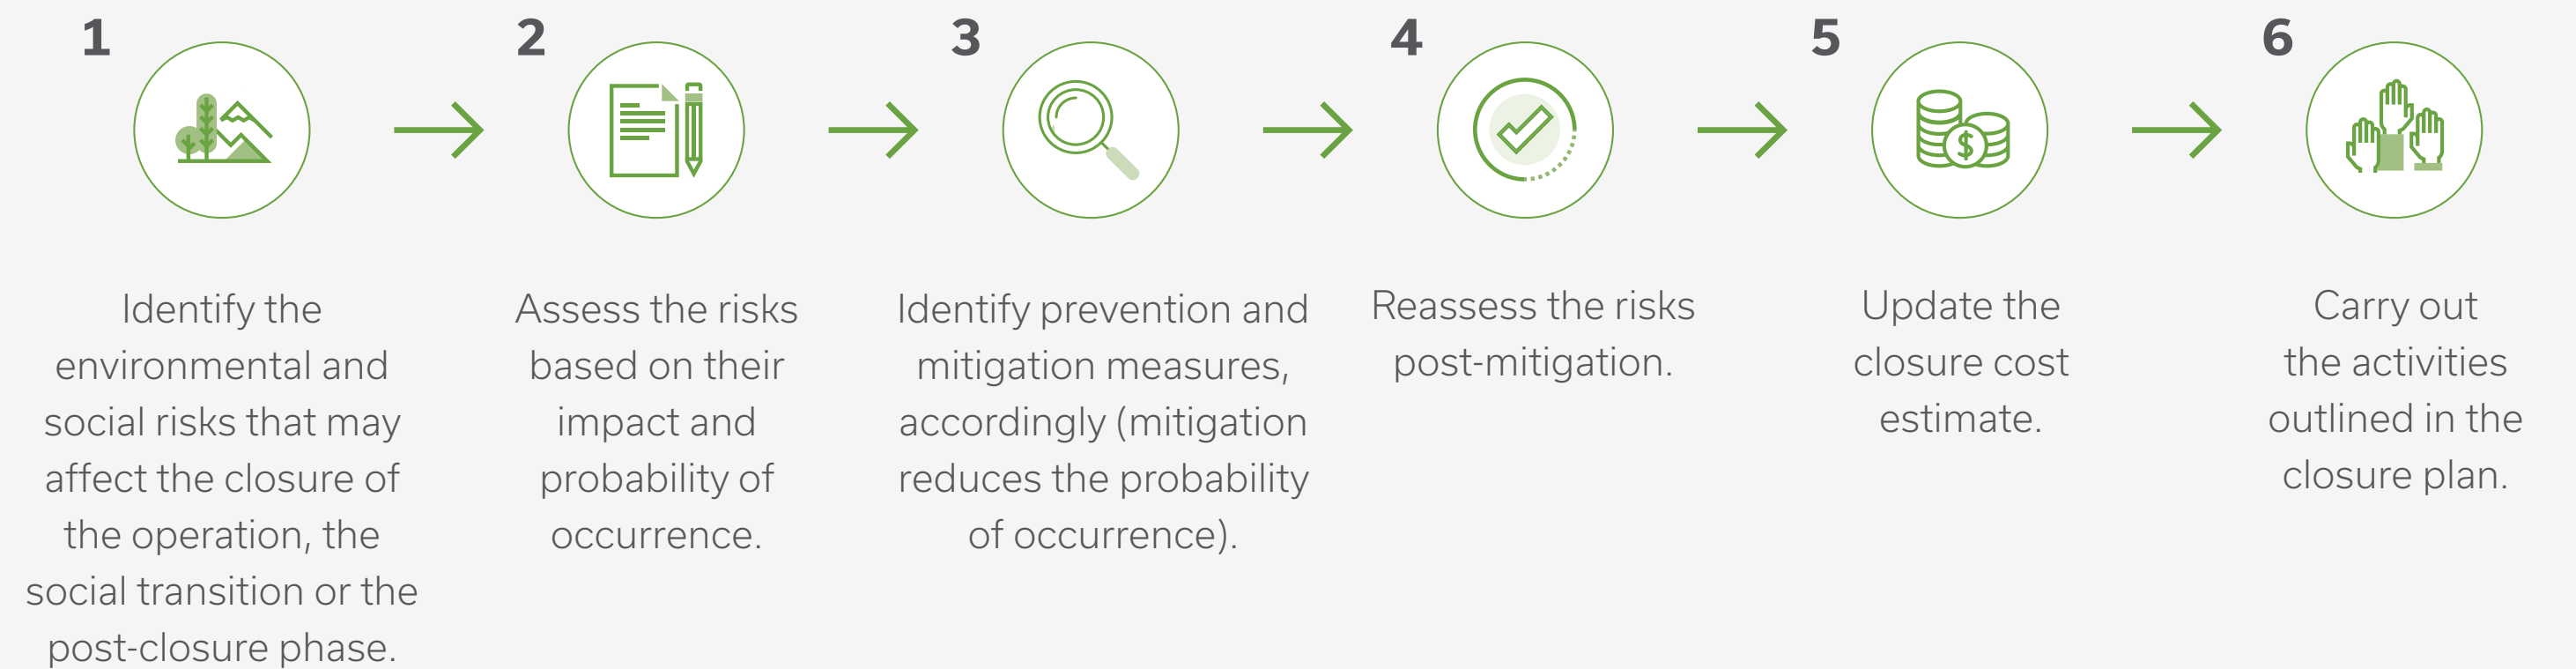 1
Identify the
environmental and
social risks that may
affect the closure of
the operation, the
social transition or the
post-closure phase.
2
Assess the risks
based on their
impact and
probability of
occurrence.
3
Identify prevention and
mitigation measures,
accordingly (mitigation
reduces the probability
of occurrence).
4
Reassess the risks
post-mitigation.
5
$
Update the
closure cost
estimate.
6
Carry out
the activities
outlined in the
closure plan.